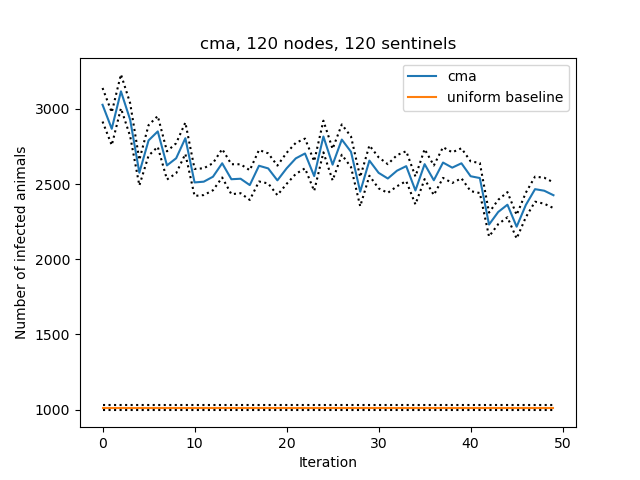 cma, 120 nodes, 120 sentinels
cma
uniform baseline
Number of infected animals
3000
2500
2000
1500
1000
0
10
20
30
40
50
Iteration